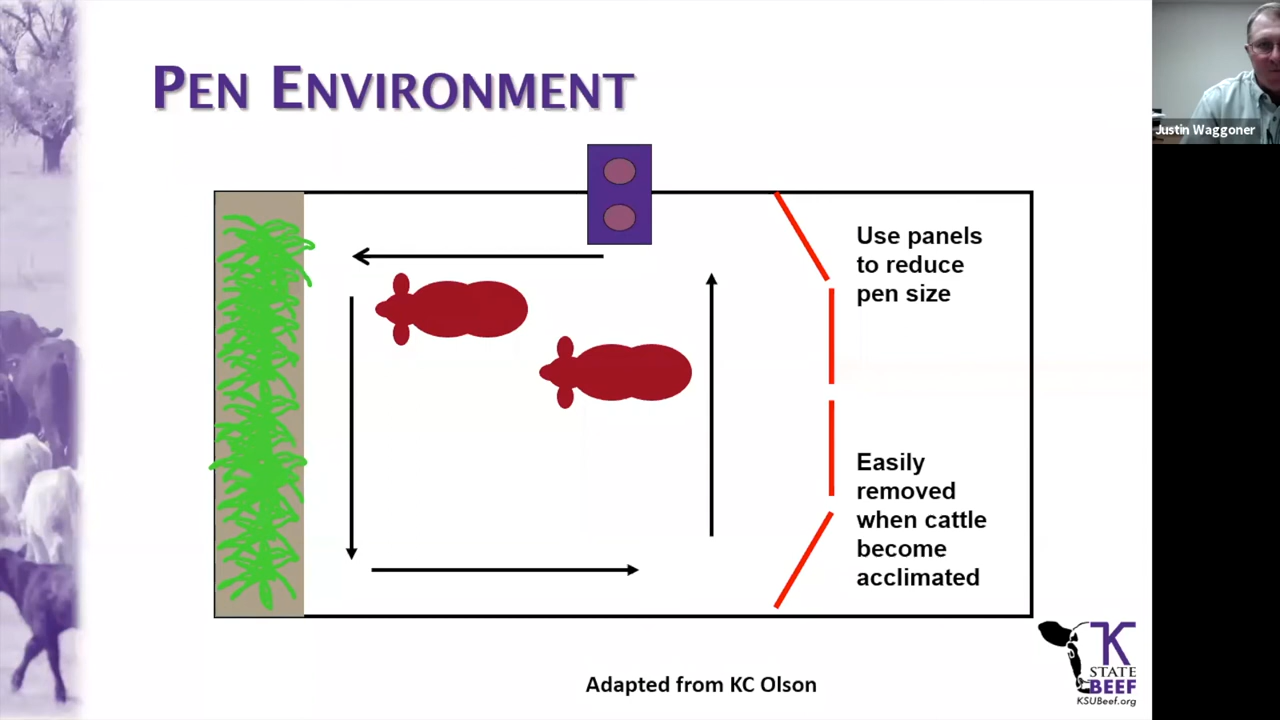 PEN ENVIRONMENT
Justin Waggoner
Use panels
to reduce
pen size
Easily
removed
when cattle
become
acclimated
Adapted from KC Olson
K
STATE
BEEF
KSUBeef.org